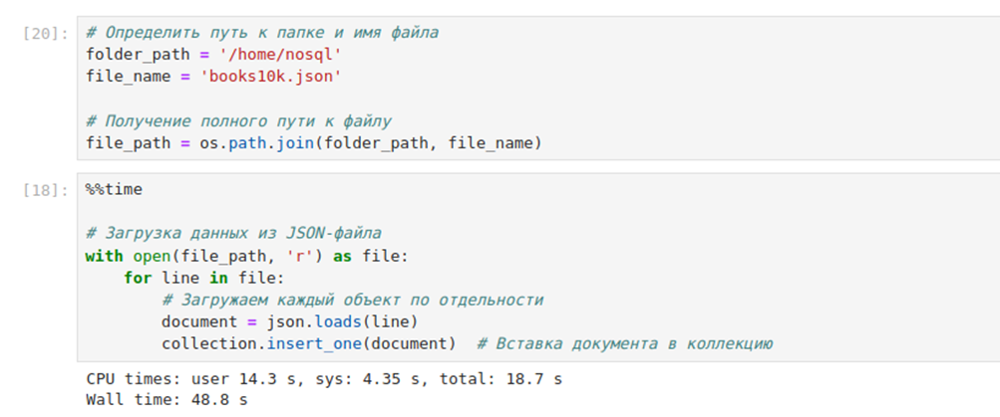 [20]: # Определить путь к папке и имя файла
folder_path = '/home/nosql'
file_name = 'books10k.json'
# Получение полного пути к файлу
file_path = os.path.join(folder_path, file_name)
[18]: %%time
# Загрузка данных из JSON-файла
with open(file_path, 'r') as file:
    for line in file:
        # Загружаем каждый объект по отдельности
        document = json.loads(line)
        collection.insert_one(document)  # Вставка документа в коллекцию
CPU times: user 14.3 s, sys: 4.35 s, total: 18.7 s
Wall time: 48.8 s